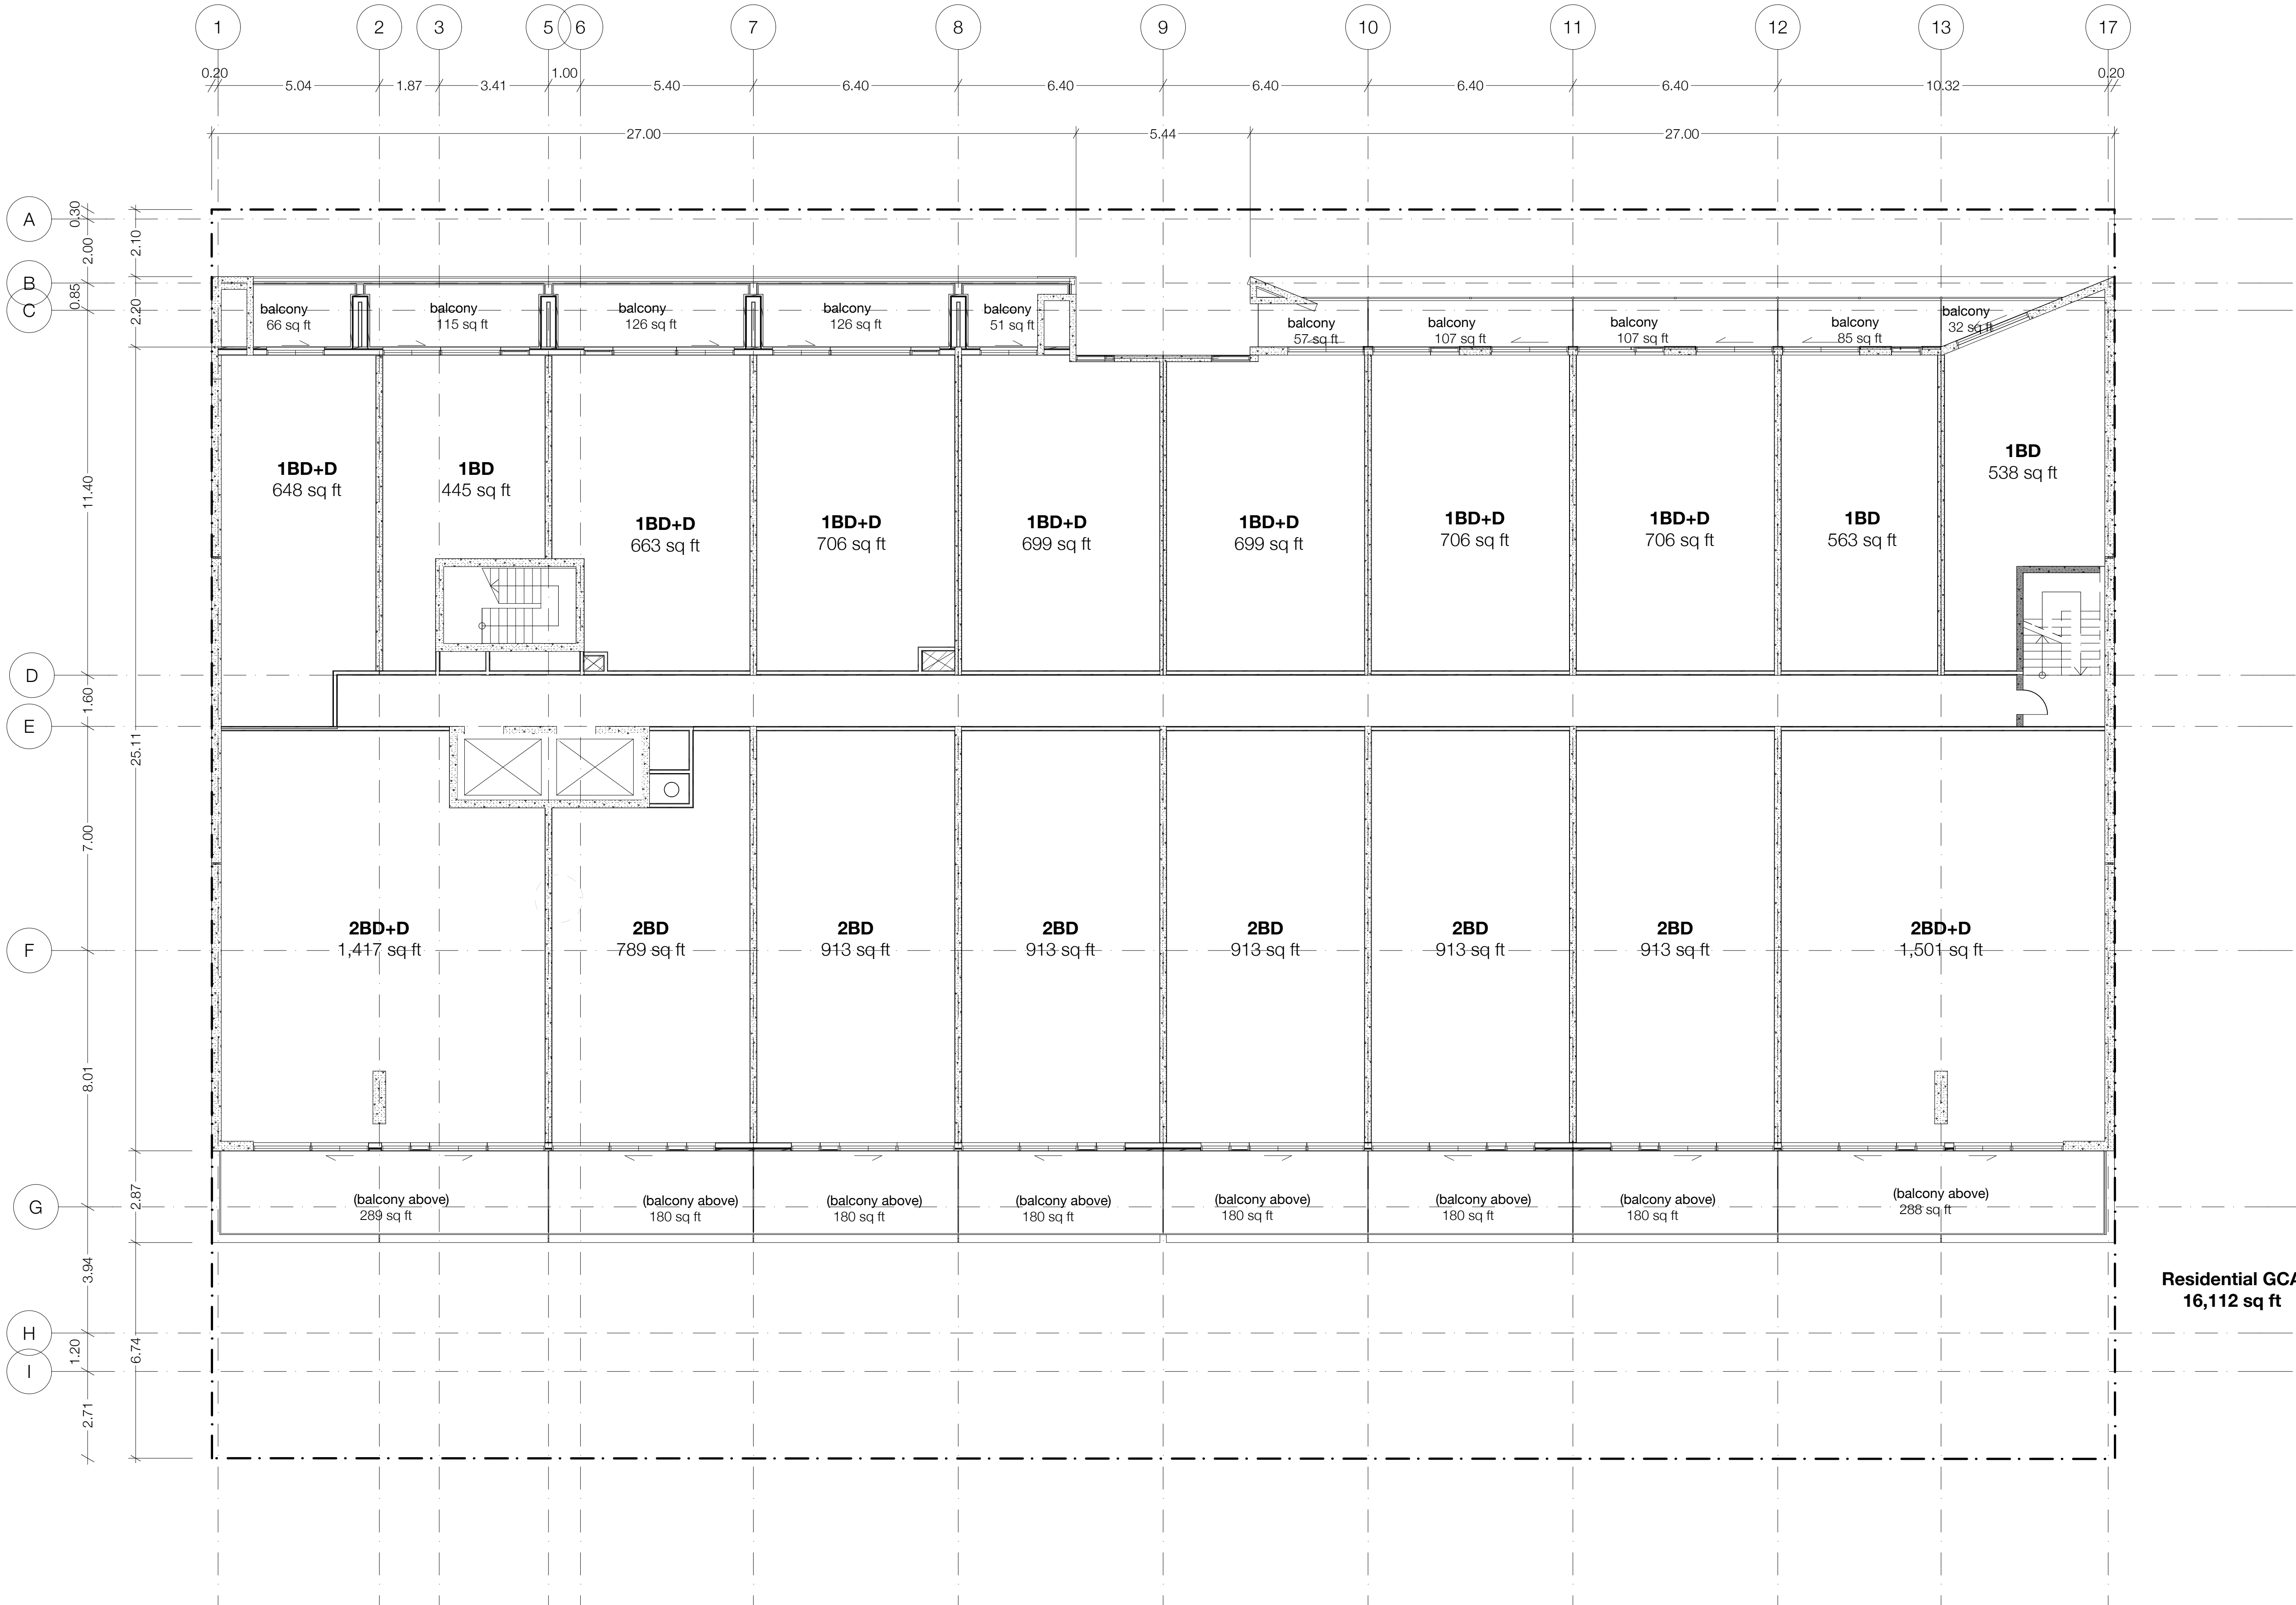 1
2
3
5
6
7
8
9
10
11
12
13
17
0.20
5.04
1.87
3.41
1.00
5.40
6.40
6.40
6.40
6.40
6.40
10.32
0.20
27.00
5.44
27.00
A
B
C
D
E
F
G
H
I
0.30
2.00
0.85
11.40
1.60
7.00
8.01
3.94
1.20
2.71
2.10
2.20
25.11
2.87
6.74
balcony
66 sq ft
balcony
115 sq ft
balcony
126 sq ft
balcony
126 sq ft
balcony
51 sq ft
balcony
57 sq ft
balcony
107 sq ft
balcony
107 sq ft
balcony
85 sq ft
balcony
32 sq ft
1BD+D
648 sq ft
1BD
445 sq ft
1BD+D
663 sq ft
1BD+D
706 sq ft
1BD+D
699 sq ft
1BD+D
699 sq ft
1BD+D
706 sq ft
1BD+D
706 sq ft
1BD
563 sq ft
1BD
538 sq ft
2BD+D
1,417 sq ft
2BD
789 sq ft
2BD
913 sq ft
2BD
913 sq ft
2BD
913 sq ft
2BD
913 sq ft
2BD
913 sq ft
2BD+D
1,501 sq ft
(balcony above)
289 sq ft
(balcony above)
180 sq ft
(balcony above)
180 sq ft
(balcony above)
180 sq ft
(balcony above)
180 sq ft
(balcony above)
180 sq ft
(balcony above)
180 sq ft
(balcony above)
288 sq ft
Residential GCA
16,112 sq ft